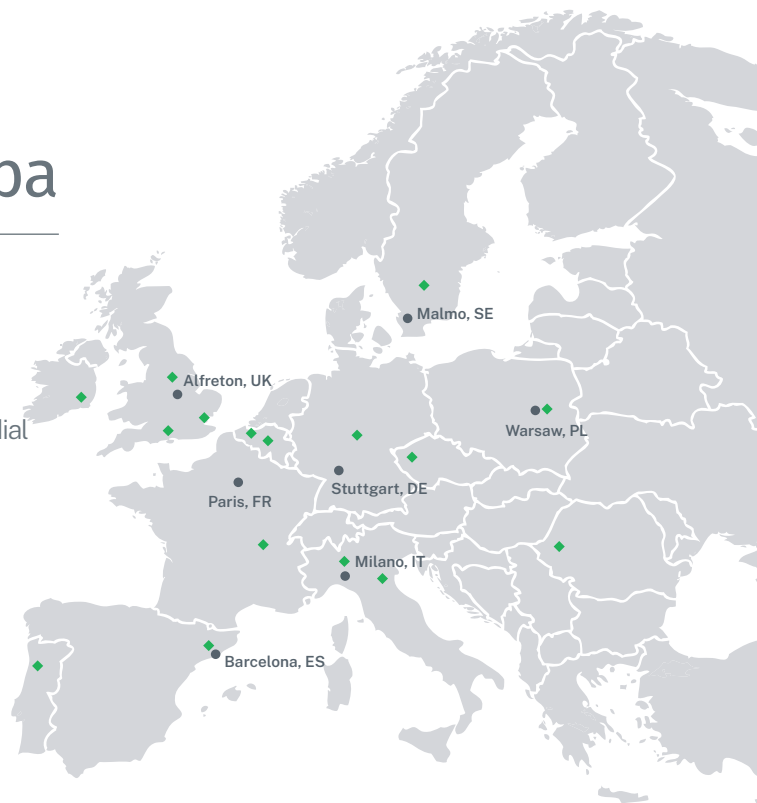 pa
Malmo, SE
Alfreton, UK
dial
Warsaw, PL
Stuttgart, DE
Paris, FR
Milano, IT
Barcelona, ES